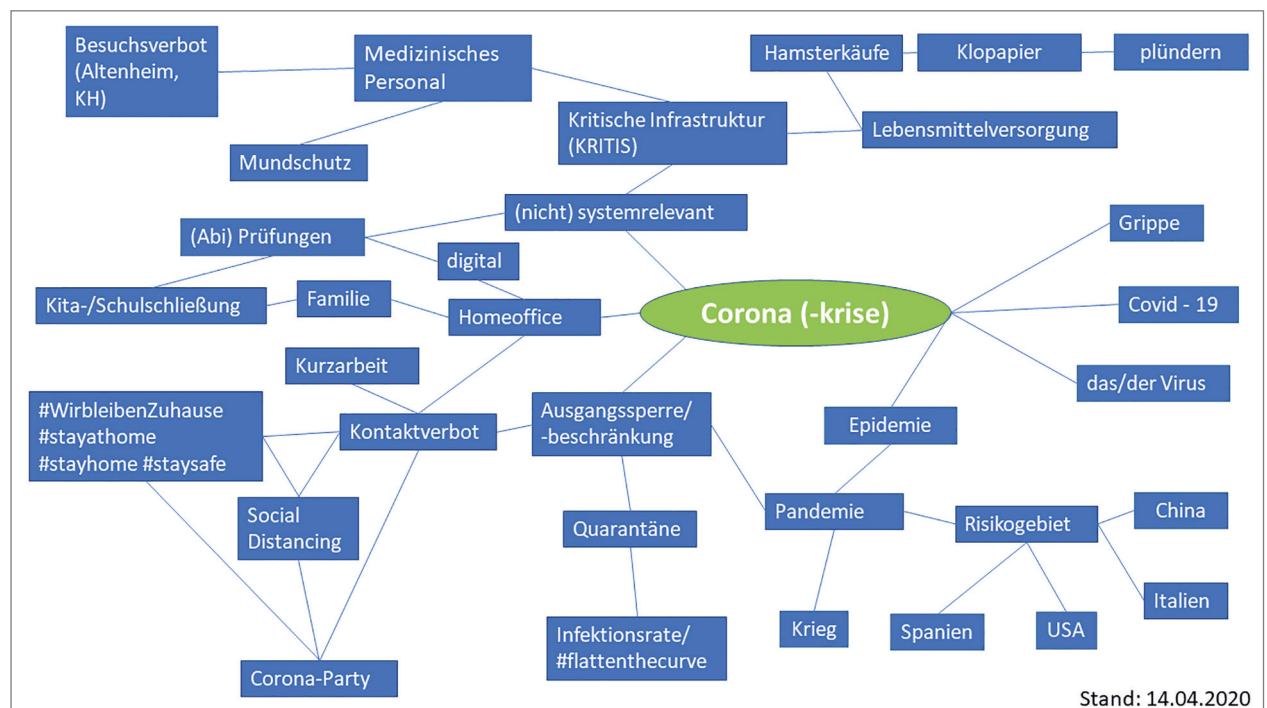 Besuchsverbot
(Altenheim,
KH)
Medizinisches
Personal
Hamsterkäufe
Klopapier
plündern
Kritische Infrastruktur
(KRITIS)
Lebensmittelversorgung
Mundschutz
(nicht) systemrelevant
(Abi) Prüfungen
digital
Grippe
Kita-/Schulschließung
Familie
Homeoffice
Corona (-krise)
Covid - 19
Kurzarbeit
das/der Virus
#WirbleibenZuhause
#stayathome
#stayhome #staysafe
Kontaktverbot
Ausgangssperre/
-beschränkung
Epidemie
Social
Distancing
Quarantäne
Pandemie
Risikogebiet
China
Italien
Krieg
Spanien
USA
Infektionsrate/
#flattenthecurve
Corona-Party
Stand: 14.04.2020